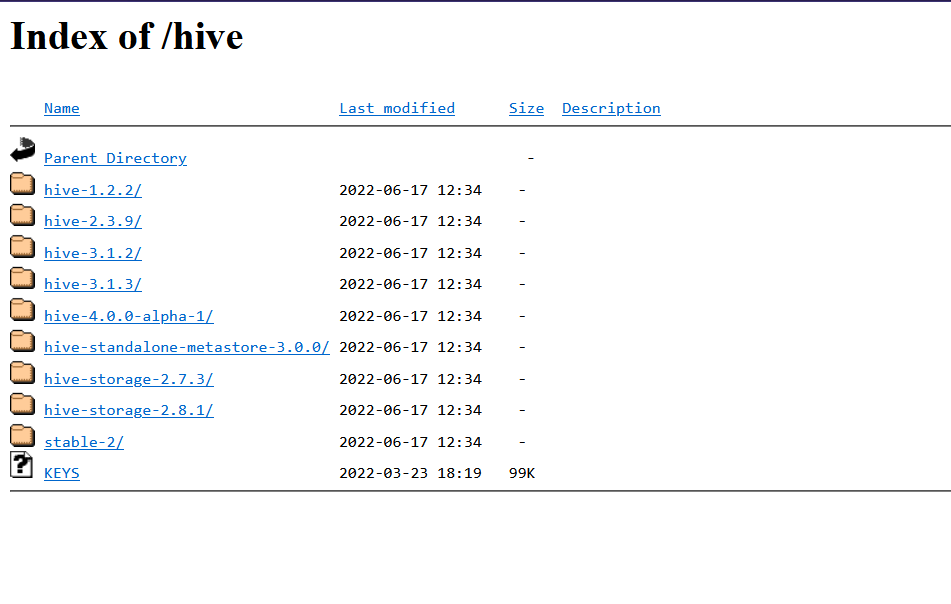 Index of /hive
Name Last modified Size Description
Parent Directory -
hive-1.2.2/ 2022-06-17 12:34 -
hive-2.3.9/ 2022-06-17 12:34 -
hive-3.1.2/ 2022-06-17 12:34 -
hive-3.1.3/ 2022-06-17 12:34 -
hive-4.0.0-alpha-1/ 2022-06-17 12:34 -
hive-standalone-metastore-3.0.0/ 2022-06-17 12:34 -
hive-storage-2.7.3/ 2022-06-17 12:34 -
hive-storage-2.8.1/ 2022-06-17 12:34 -
stable-2/ 2022-06-17 12:34 -
? KEYS 2022-03-23 18:19 99K